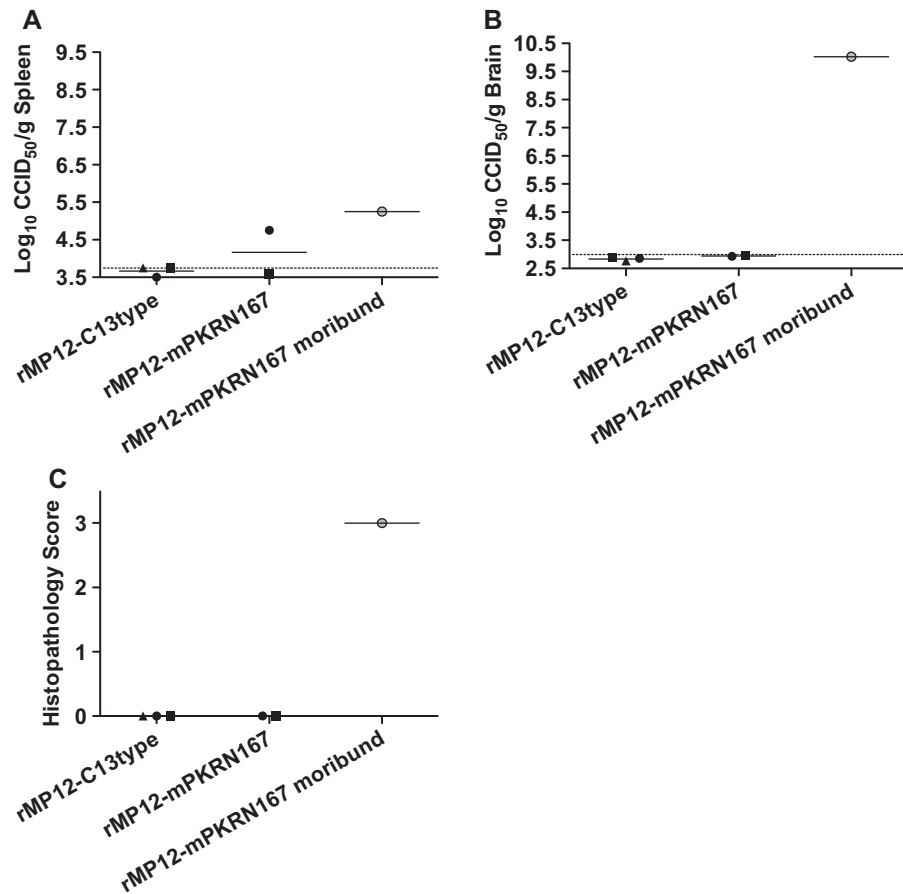 A
Log10 CCID50/g Spleen
9.5
8.5
7.5
6.5
5.5
4.5
3.5
rMP12-C13type
rMP12-mPKRN167
rMP12-mPKRN167 moribund
B
Log10 CCID50/g Brain
10.5
9.5
8.5
7.5
6.5
5.5
4.5
3.5
2.5
rMP12-C13type
rMP12-mPKRN167
rMP12-mPKRN167 moribund
C
Histopathology Score
3
2
1
0
rMP12-C13type
rMP12-mPKRN167
rMP12-mPKRN167 moribund